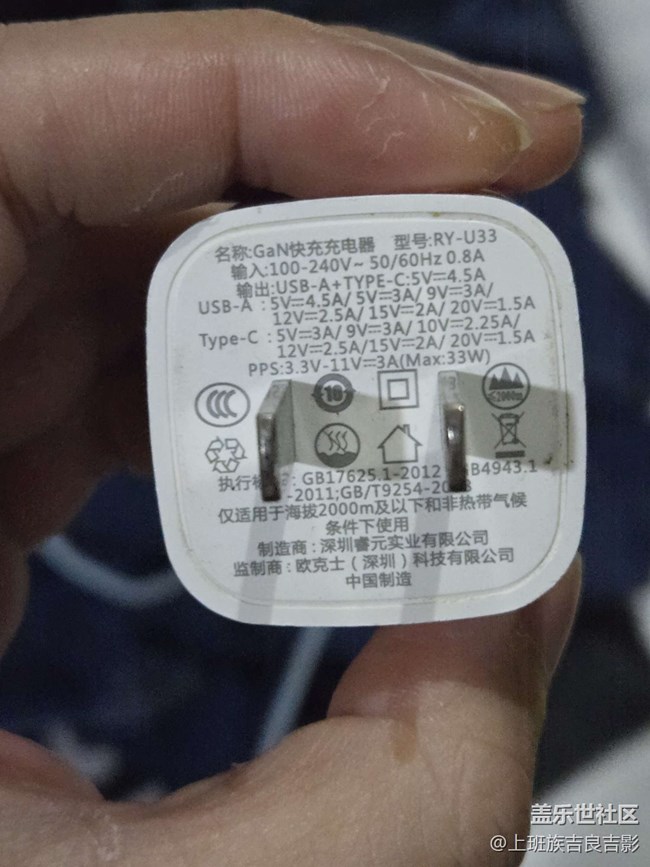 名称:GaN快充充电器 型号:RY-U33
输入:100-240V~ 50/60Hz 0.8A
输出:USB-A+TYPE-C:5V⎓4.5A
USB-A : 5V⎓4.5A/ 5V⎓3A/ 9V⎓3A/
12V⎓2.5A/ 15V⎓2A/ 20V⎓1.5A
Type-C : 5V⎓3A/ 9V⎓3A/ 10V⎓2.25A/
12V⎓2.5A/15V⎓2A/ 20V⎓1.5A
PPS:3.3V-11V⎓3A(Max:33W)
CCC 10 ≤2000m
执行标 : GB17625.1-2012 B4943.1
-2011;GB/T9254-20
仅适用于海拔2000m及以下和非热带气候
条件下使用
制造商:深圳睿元实业有限公司
监制商:欧克士(深圳)科技有限公司
中国制造
盖乐世社区
@上班族吉良吉影